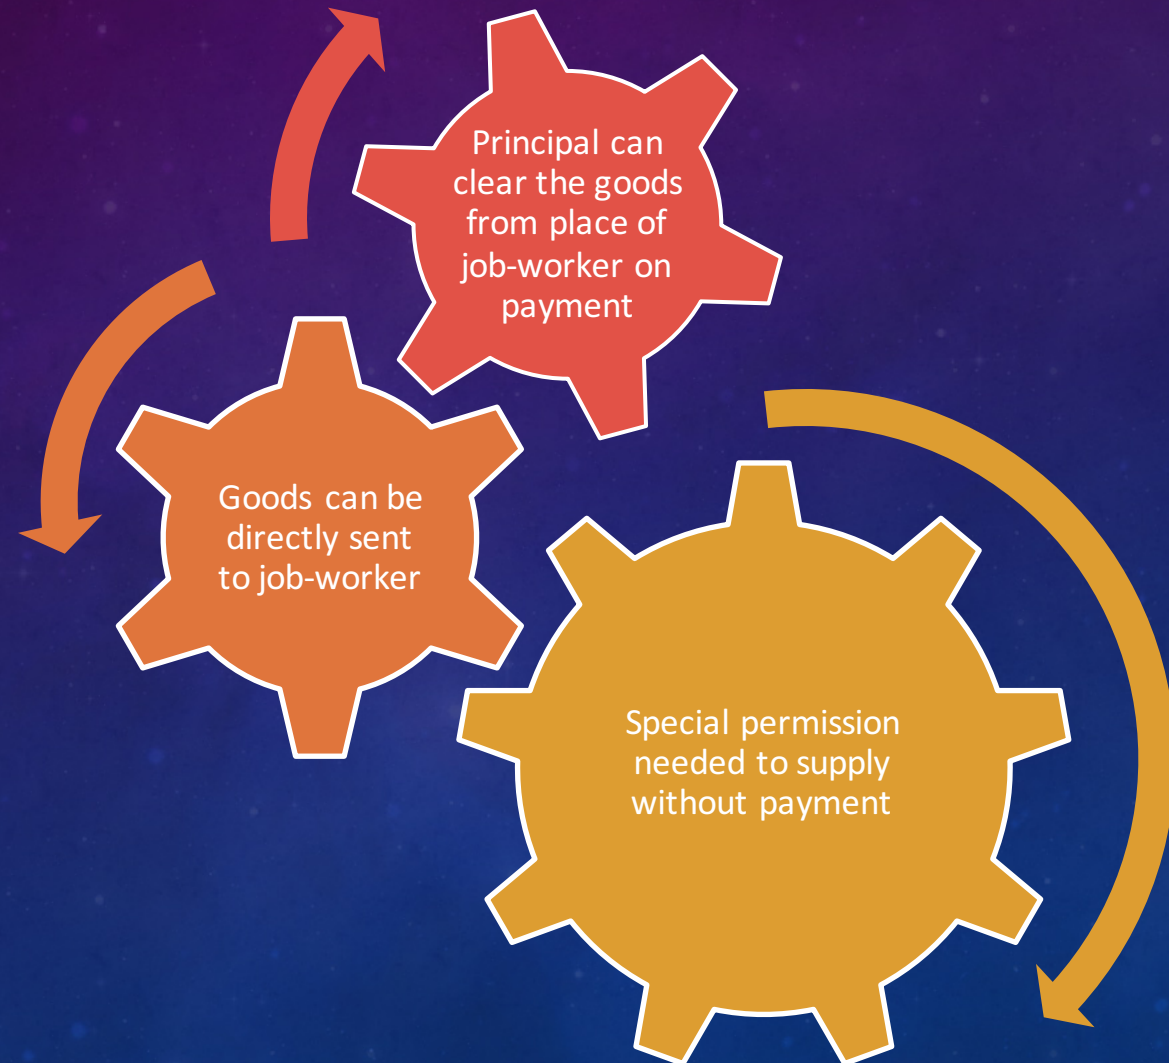 Principal can
clear the goods
from place of
job-worker on
payment
Goods can be
directly sent
to job-worker
Special permission
needed to supply
without payment